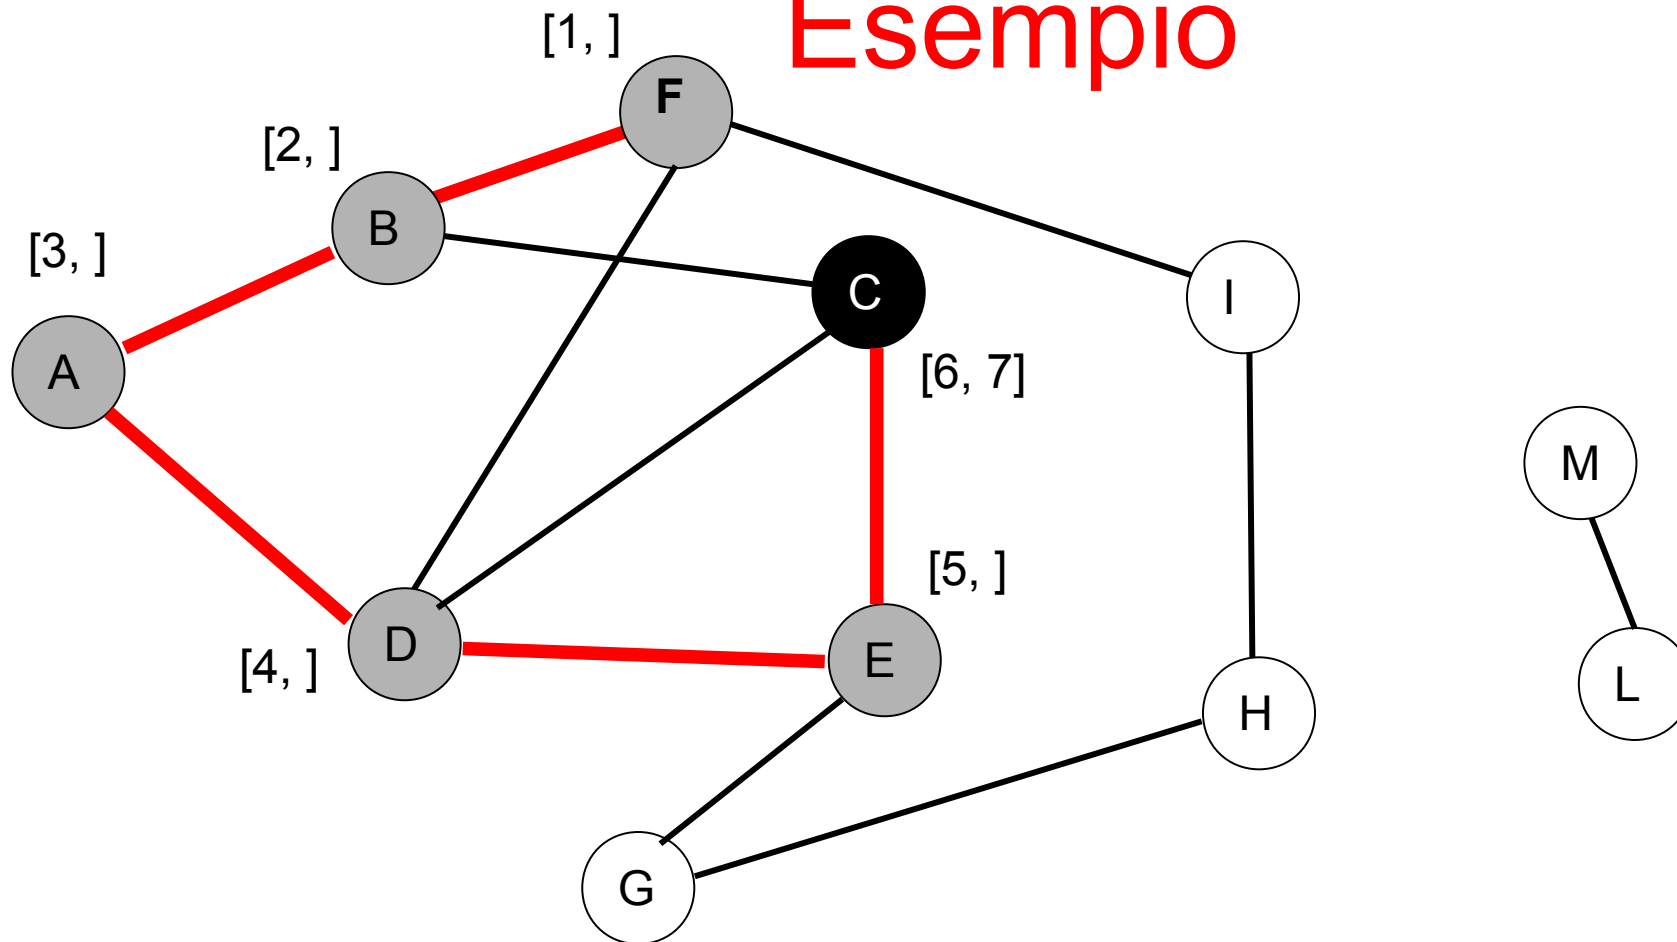 Esempio
[1, ]
F
[2, ]
B
[3, ]
C
I
A
[6, 7]
M
[5, ]
D
E
[4, ]
L
H
G